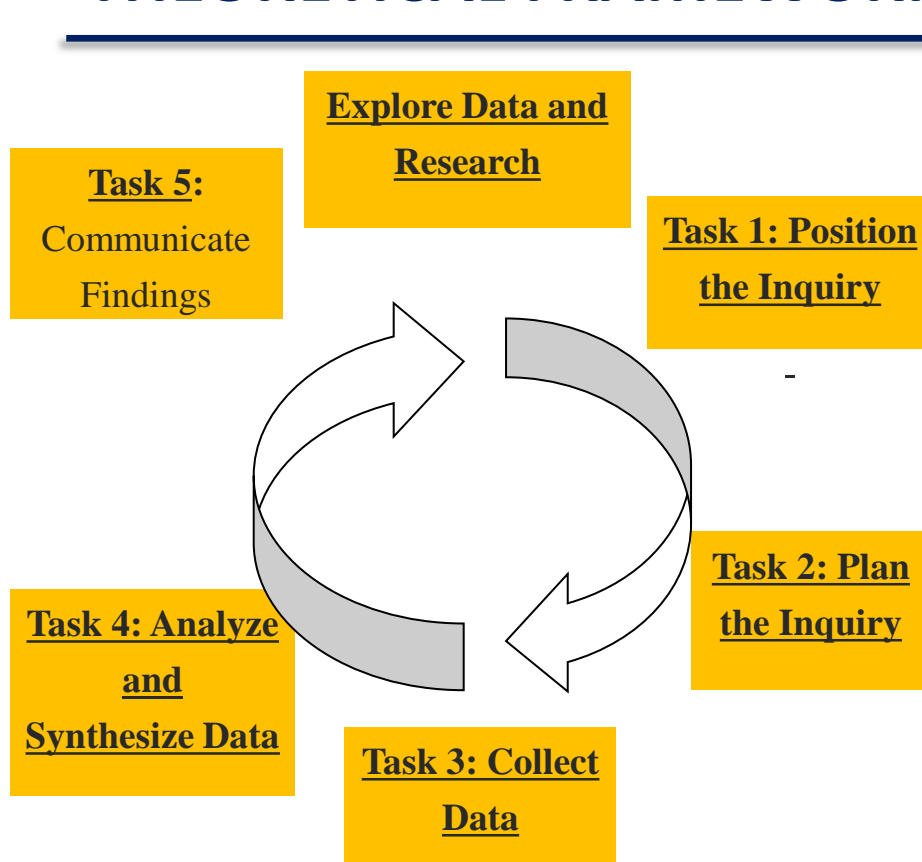 Explore Data and
Research
Task 5:
Communicate
Findings
Task 1: Position
the Inquiry
-
Task 2: Plan
the Inquiry
Task 4: Analyze
and
Synthesize Data
Task 3: Collect
Data